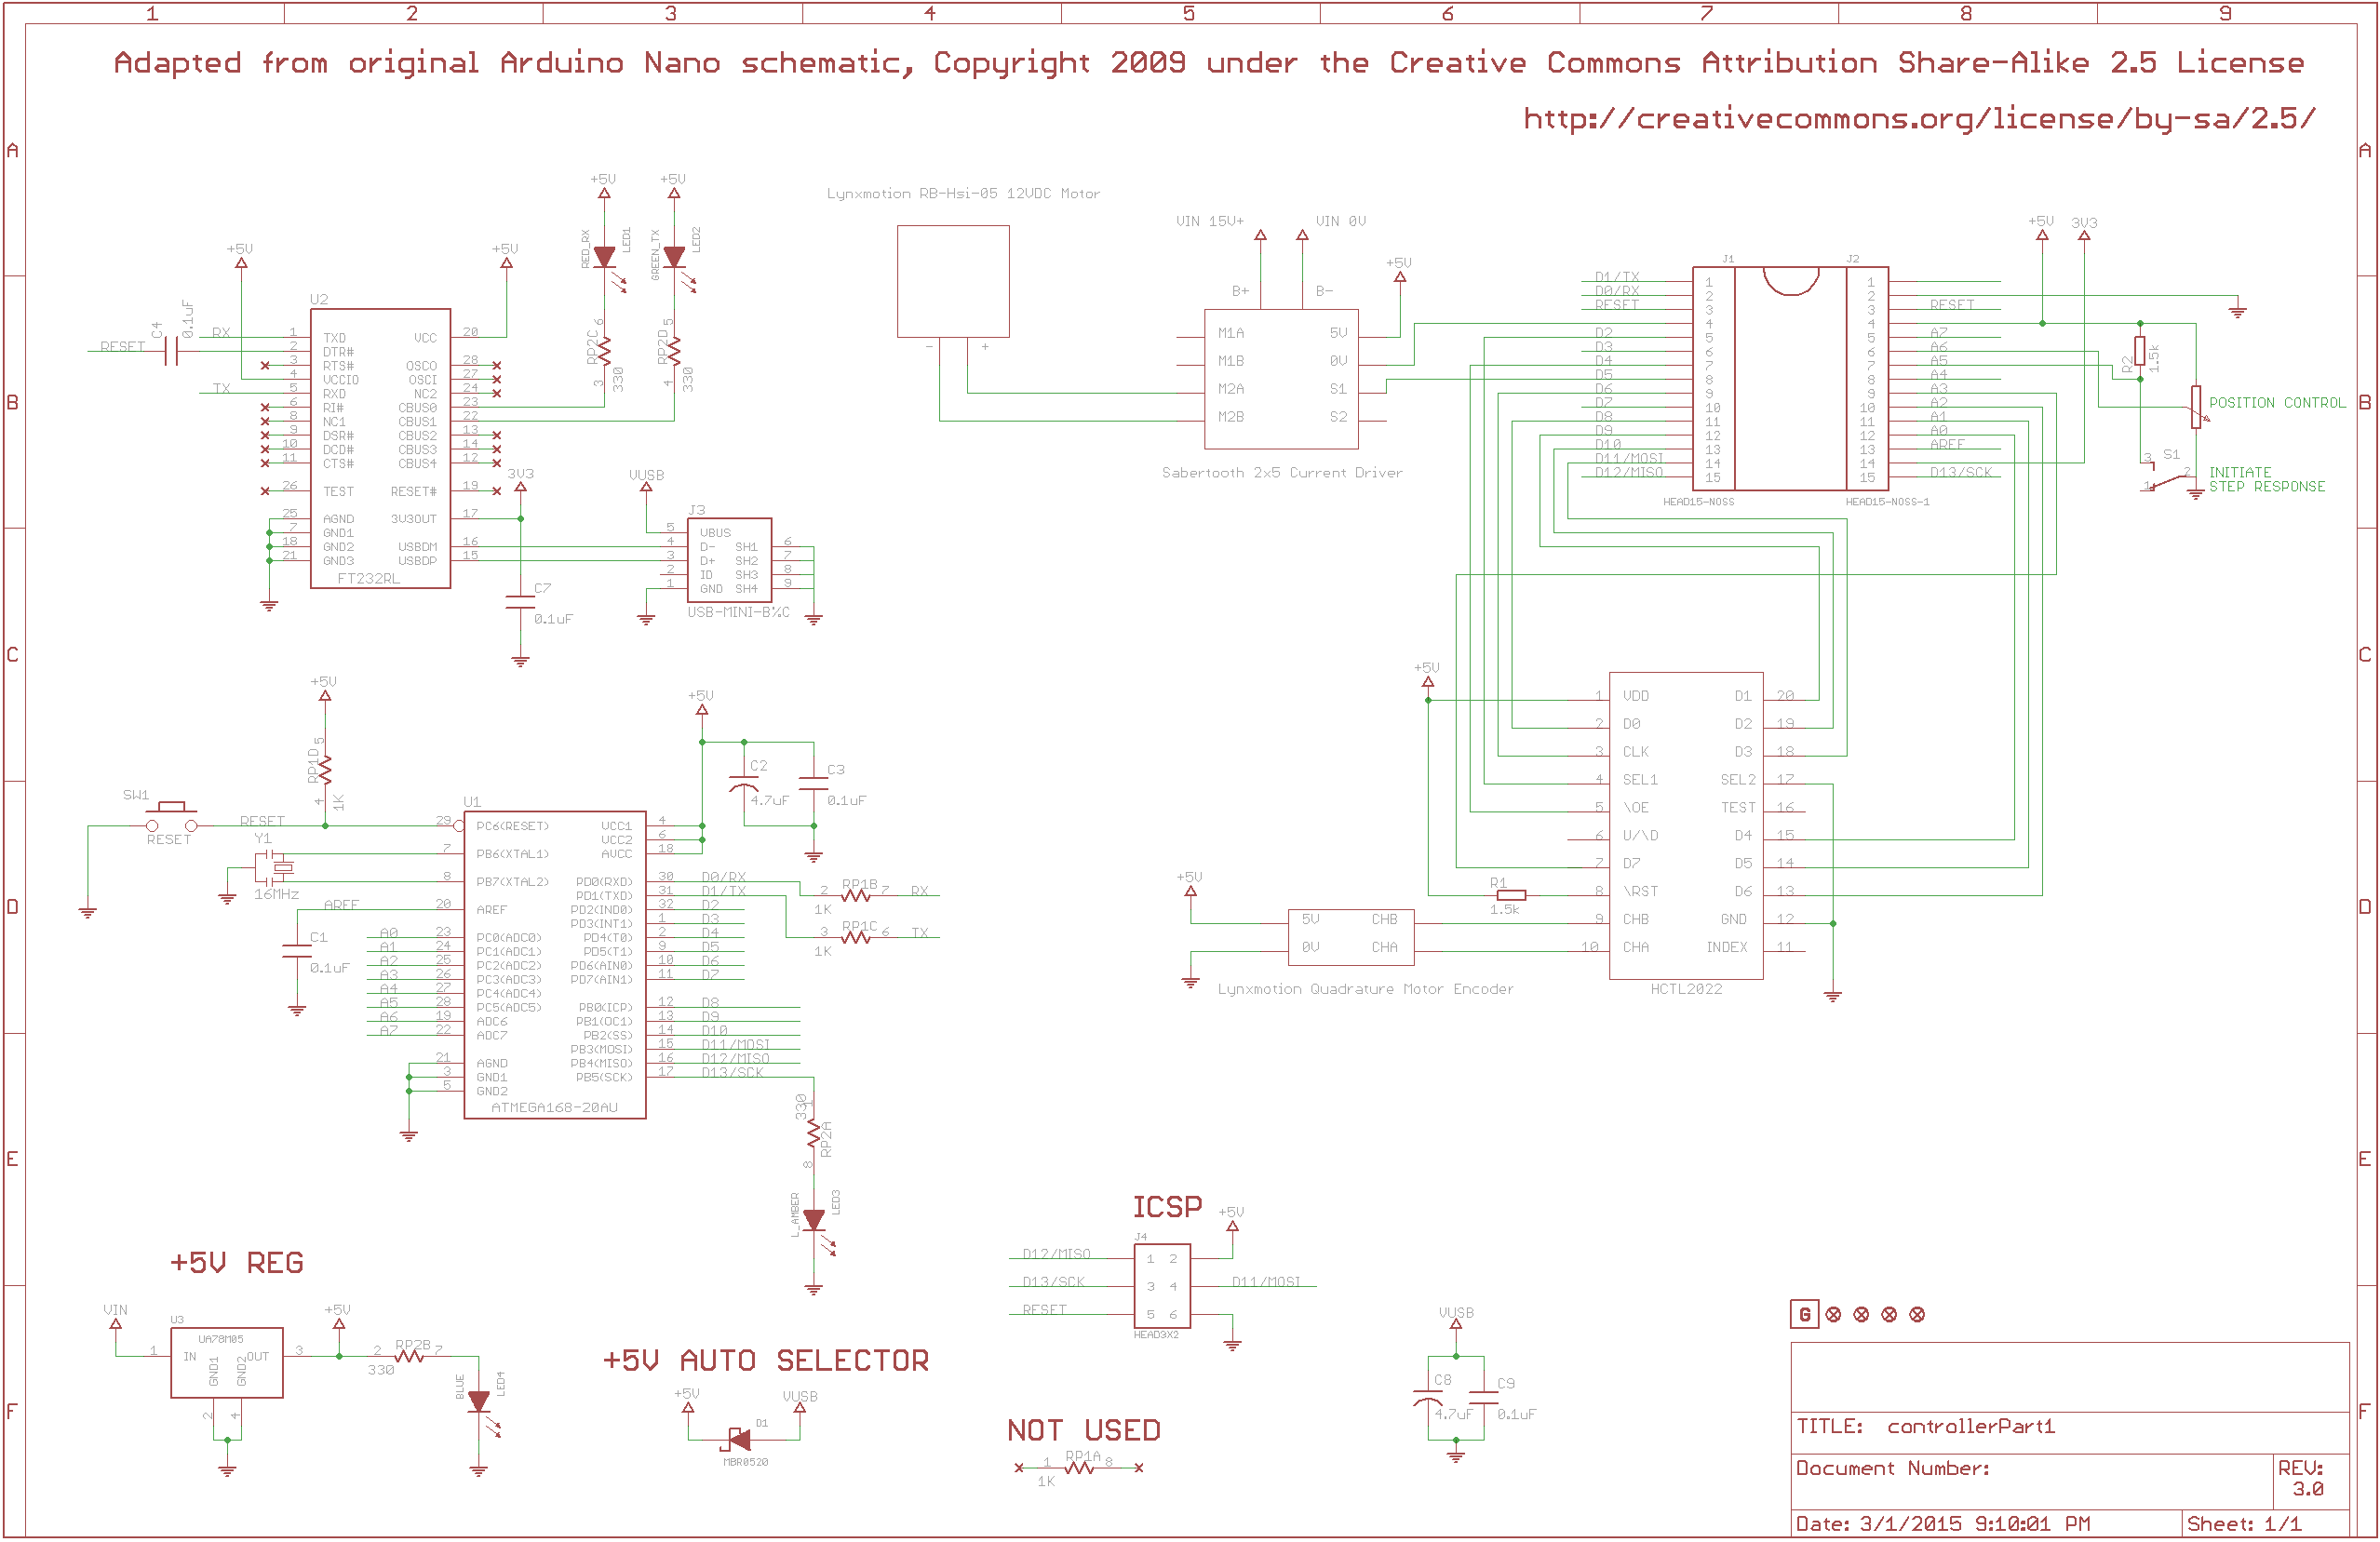 1 2 3 4 5 6 7 8 9
Adapted from original Arduino Nano schematic, Copyright 2009 under the Creative Commons Attribution Share-Alike 2.5 License
http://creativecommons.org/license/by-sa/2.5/
A A
B B
C C
D D
E E
F F
+5V
+5V
U2
C4
0.1uF
RESET
RX
TX
1 TXD VCC 20
2 DTR#
3 RTS# OSCO 28
4 VCCIO OSCI 27
5 RXD NC2 24
6 RI# CBUS0 23
8 NC1 CBUS1 22
9 DSR# CBUS2 13
10 DCD# CBUS3 14
11 CTS# CBUS4 12
26 TEST RESET# 19
25 AGND 3V3OUT 17
7 GND1
18 GND2 USBDM 16
21 GND3 USBDP 15
FT232RL
+5V +5V
RED_RX LED1 GREEN_TX LED2
RP2C 6 3 330
RP2D 5 4 330
3V3
C7
0.1uF
VUSB
J3
5 VBUS
4 D- SH1 6
3 D+ SH2 7
2 ID SH3 8
1 GND SH4 9
USB-MINI-B%C
Lynxmotion RB-Hsi-05 12VDC Motor
- +
VIN 15V+ VIN 0V
+5V
B+ B-
M1A 5V
M1B 0V
M2A S1
M2B S2
Sabertooth 2x5 Current Driver
J1 J2
D1/TX 1 1
D0/RX 2 2
RESET 3 3 RESET
4 4
D2 5 5 A7
D3 6 6 A6
D4 7 7 A5
D5 8 8 A4
D6 9 9 A3
D7 10 10 A2
D8 11 11 A1
D9 12 12 A0
D10 13 13 AREF
D11/MOSI 14 14
D12/MISO 15 15 D13/SCK
HEAD15-NOSS HEAD15-NOSS-1
+5V 3V3
R2
1.5k
POSITION CONTROL
S1
3 2 1
INITIATE
STEP RESPONSE
+5V
RP1D 5 4 1K
SW1
RESET
RESET
Y1
16MHz
AREF
C1
0.1uF
U1
+5V
C2
4.7uF
C3
0.1uF
29 PC6(RESET) VCC1 4
VCC2 6
7 PB6(XTAL1) AVCC 18
8 PB7(XTAL2) PD0(RXD) 30 D0/RX
PD1(TXD) 31 D1/TX
20 AREF PD2(IND0) 32 D2
PD3(INT1) 1 D3
A0 23 PC0(ADC0) PD4(T0) 2 D4
A1 24 PC1(ADC1) PD5(T1) 9 D5
A2 25 PC2(ADC2) PD6(AIN0) 10 D6
A3 26 PC3(ADC3) PD7(AIN1) 11 D7
A4 27 PC4(ADC4)
A5 28 PC5(ADC5) PB0(ICP) 12 D8
A6 19 ADC6 PB1(OC1) 13 D9
A7 22 ADC7 PB2(SS) 14 D10
PB3(MOSI) 15 D11/MOSI
21 AGND PB4(MISO) 16 D12/MISO
3 GND1 PB5(SCK) 17 D13/SCK
5 GND2
ATMEGA168-20AU
2 RP1B 7 RX
1K
3 RP1C 6 TX
1K
330 1
RP2A
8
L_AMBER LED3
+5V
1 VDD D1 20
2 D0 D2 19
3 CLK D3 18
4 SEL1 SEL2 17
5 \OE TEST 16
6 U/\D D4 15
7 D7 D5 14
8 \RST D6 13
9 CHB GND 12
10 CHA INDEX 11
HCTL2022
R1
1.5k
+5V
5V CHB
0V CHA
Lynxmotion Quadrature Motor Encoder
ICSP
+5V
J4
D12/MISO 1 2
D13/SCK 3 4 D11/MOSI
RESET 5 6
HEAD3X2
+5V REG
VIN
U3
UA78M05
1 IN OUT 3
GND1 GND2
2 4
+5V
2 RP2B 7
330
BLUE LED4
+5V AUTO SELECTOR
+5V VUSB
D1
MBR0520
NOT USED
1 RP1A 8
1K
VUSB
C8
4.7uF
C9
0.1uF
G
TITLE: controllerPart1
Document Number:
REV:
3.0
Date: 3/1/2015 9:10:01 PM
Sheet: 1/1